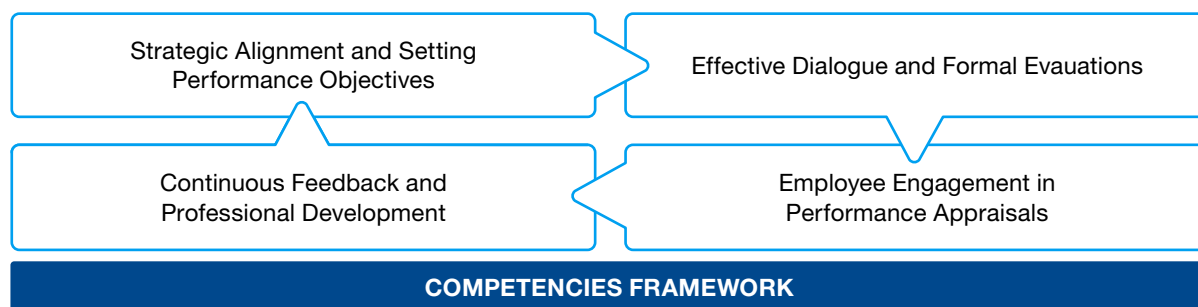 Strategic Alignment and Setting
Performance Objectives
Effective Dialogue and Formal Evauations
Continuous Feedback and
Professional Development
Employee Engagement in
Performance Appraisals
COMPETENCIES FRAMEWORK